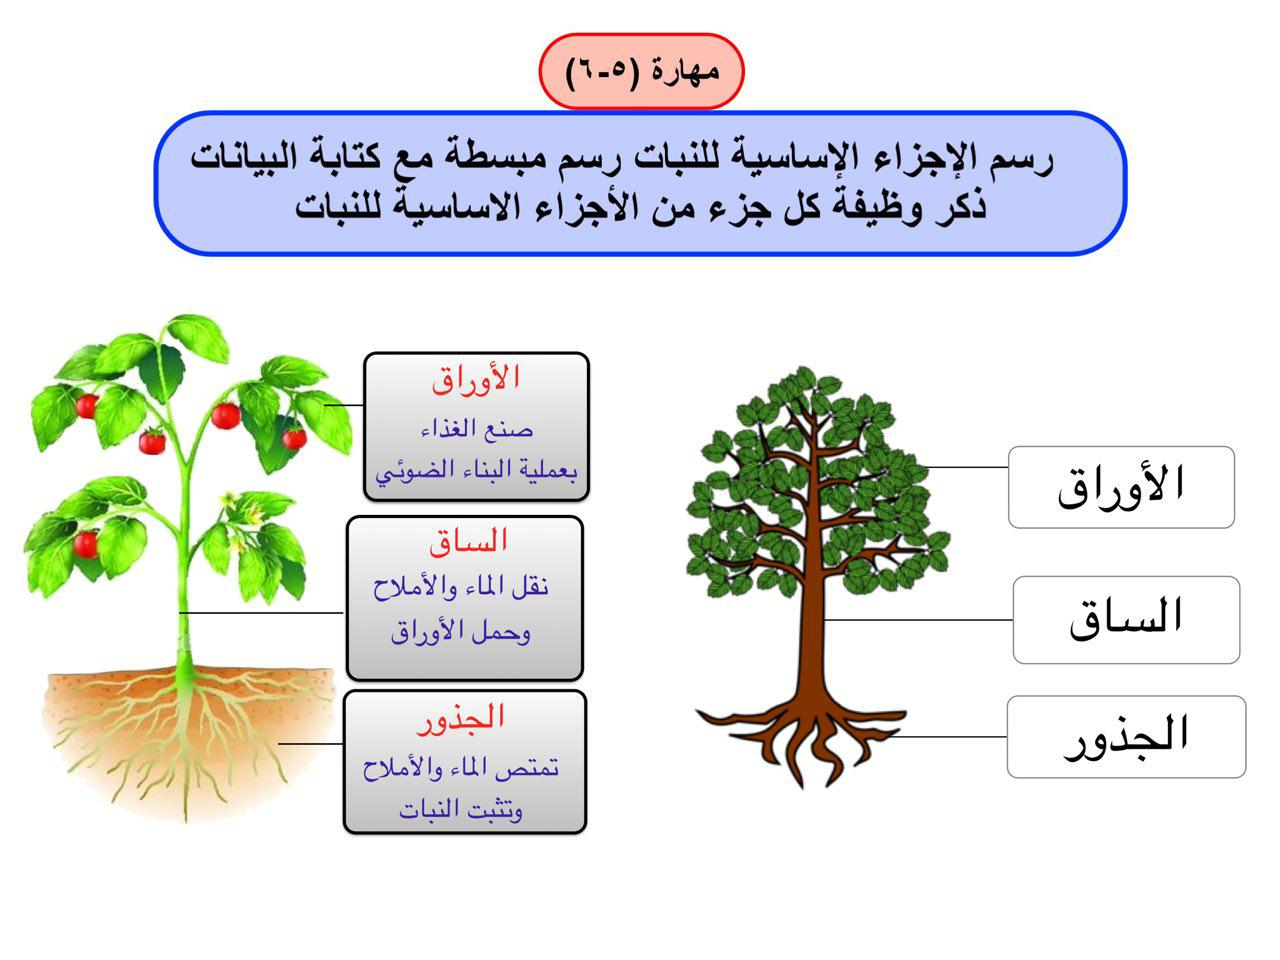 مهارة (٥-٦)
رسم الإجزاء الإساسية للنبات رسم مبسطة مع كتابة البيانات
ذكر وظيفة كل جزء من الأجزاء الاساسية للنبات
الأوراق
الساق
الجذور
الأوراق
صنع الغذاء
بعملية البناء الضوئي
الساق
نقل الماء والأملاح
وحمل الأوراق
الجذور
تمتص الماء والأملاح
وتثبت النبات